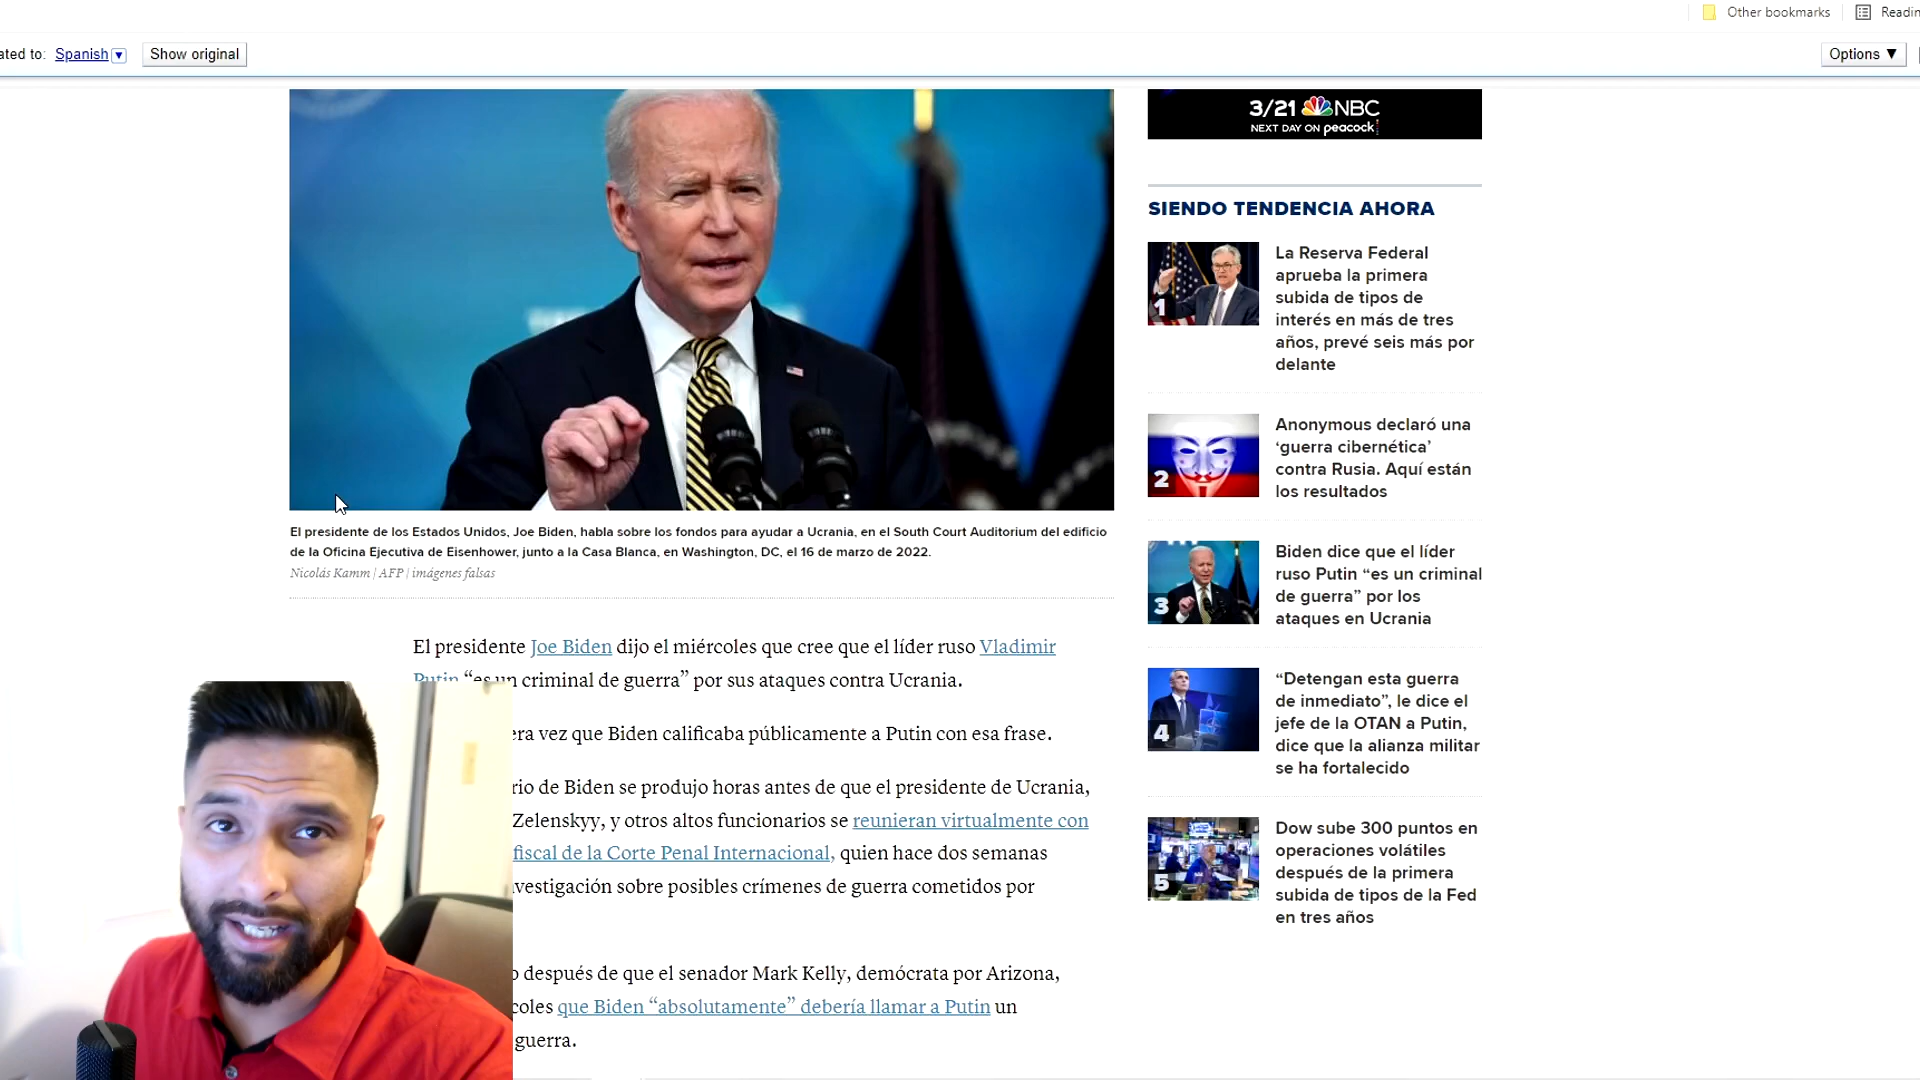 Other bookmarks
Readin
ated to: Spanish ▼ Show original
Options ▼
3/21 NBC
NEXT DAY ON peacock
El presidente de los Estados Unidos, Joe Biden, habla sobre los fondos para ayudar a Ucrania, en el South Court Auditorium del edificio
de la Oficina Ejecutiva de Eisenhower, junto a la Casa Blanca, en Washington, DC, el 16 de marzo de 2022.
Nicolás Kamm | AFP | imágenes falsas
El presidente Joe Biden dijo el miércoles que cree que el líder ruso Vladimir
Putin “es un criminal de guerra” por sus ataques contra Ucrania.
era vez que Biden calificaba públicamente a Putin con esa frase.
rio de Biden se produjo horas antes de que el presidente de Ucrania,
Zelenskyy, y otros altos funcionarios se reunieran virtualmente con
fiscal de la Corte Penal Internacional, quien hace dos semanas
vestigación sobre posibles crímenes de guerra cometidos por
o después de que el senador Mark Kelly, demócrata por Arizona,
coles que Biden “absolutamente” debería llamar a Putin un
guerra.
SIENDO TENDENCIA AHORA
1
La Reserva Federal
aprueba la primera
subida de tipos de
interés en más de tres
años, prevé seis más por
delante
2
Anonymous declaró una
‘guerra cibernética’
contra Rusia. Aquí están
los resultados
3
Biden dice que el líder
ruso Putin “es un criminal
de guerra” por los
ataques en Ucrania
4
“Detengan esta guerra
de inmediato”, le dice el
jefe de la OTAN a Putin,
dice que la alianza militar
se ha fortalecido
5
Dow sube 300 puntos en
operaciones volátiles
después de la primera
subida de tipos de la Fed
en tres años